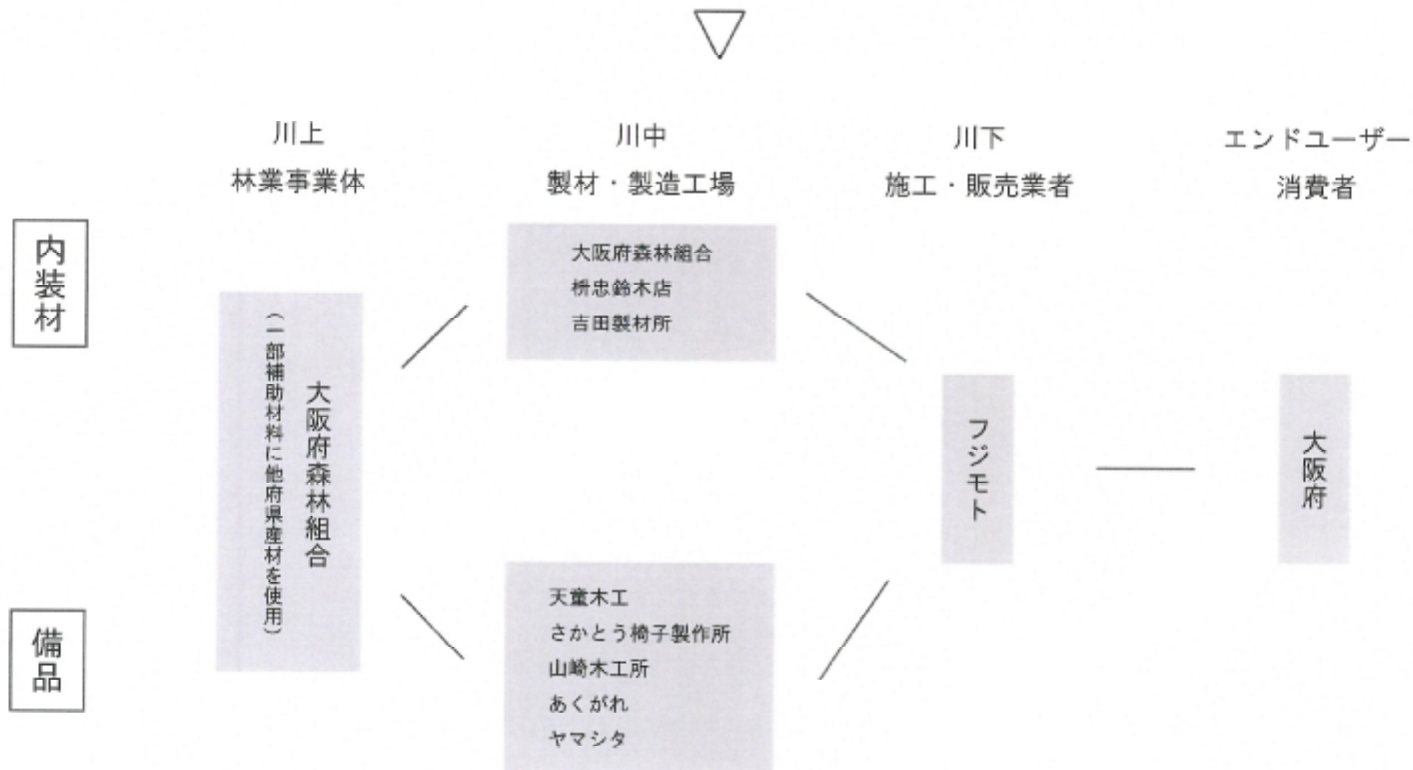 川上
林業事業体
川中
製材・製造工場
川下
施工・販売業者
エンドユーザー
消費者
内装材
大阪府森林組合
（一部補助材料に他府県産材を使用）
大阪府森林組合
桝忠鈴木店
吉田製材所
フジモト
大阪府
備品
天童木工
さかとう椅子製作所
山崎木工所
あくがれ
ヤマシタ